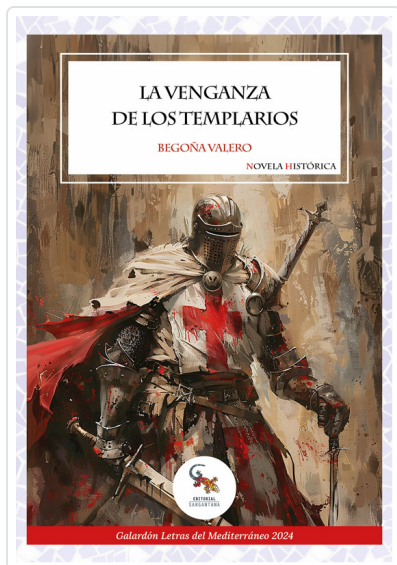 LA VENGANZA
DE LOS TEMPLARIOS
BEGOÑA VALERO
NOVELA HISTÓRICA
EDITORIAL
SARGANTANA
Galardón Letras del Mediterráneo 2024